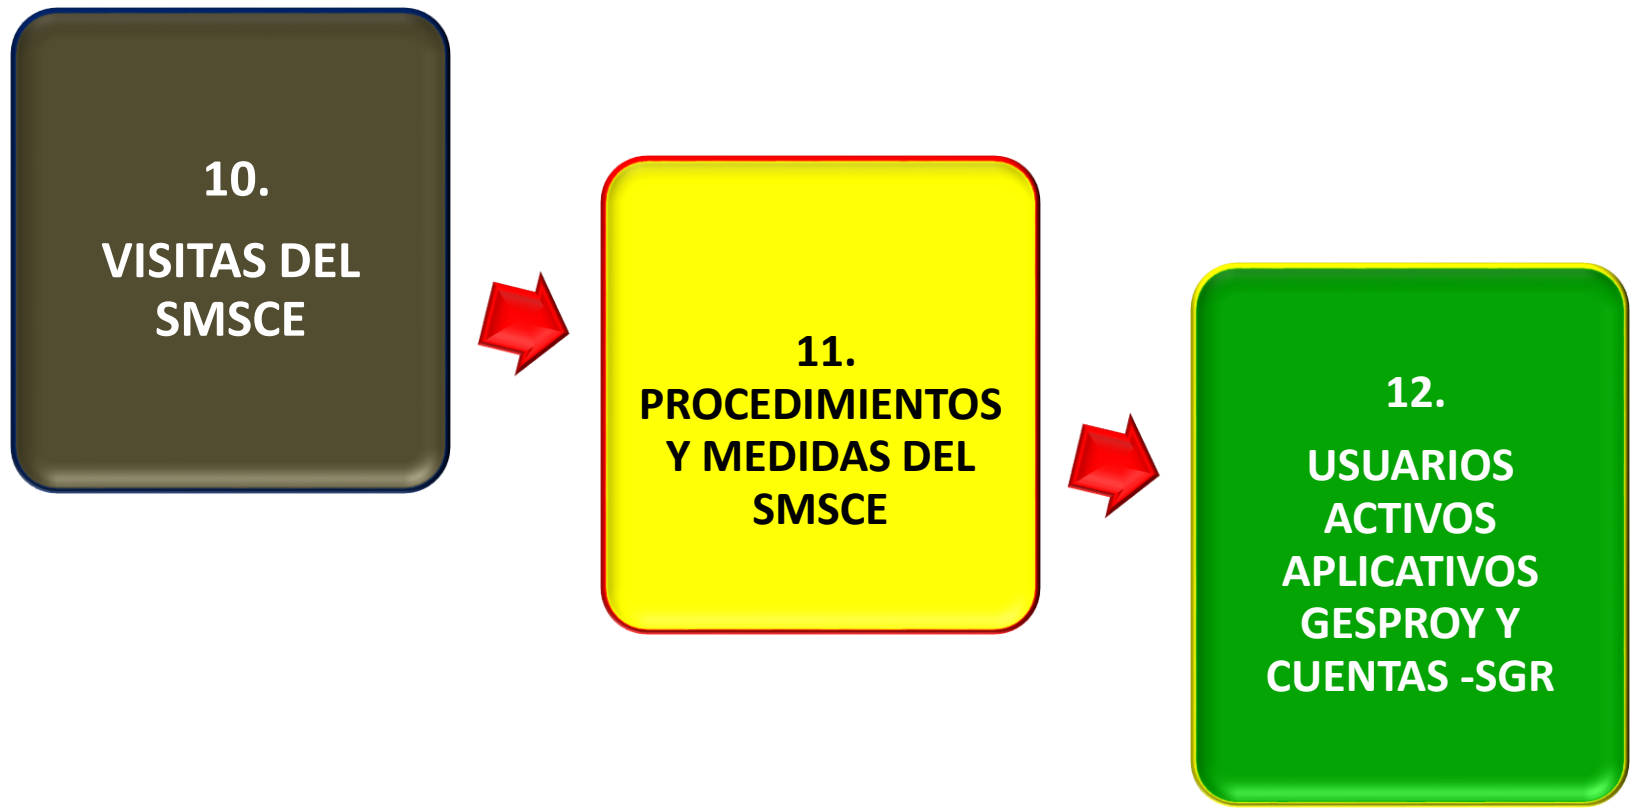 10.
VISITAS DEL
SMSCE
11.
PROCEDIMIENTOS
Y MEDIDAS DEL
SMSCE
12.
USUARIOS
ACTIVOS
APLICATIVOS
GESPROY Y
CUENTAS -SGR